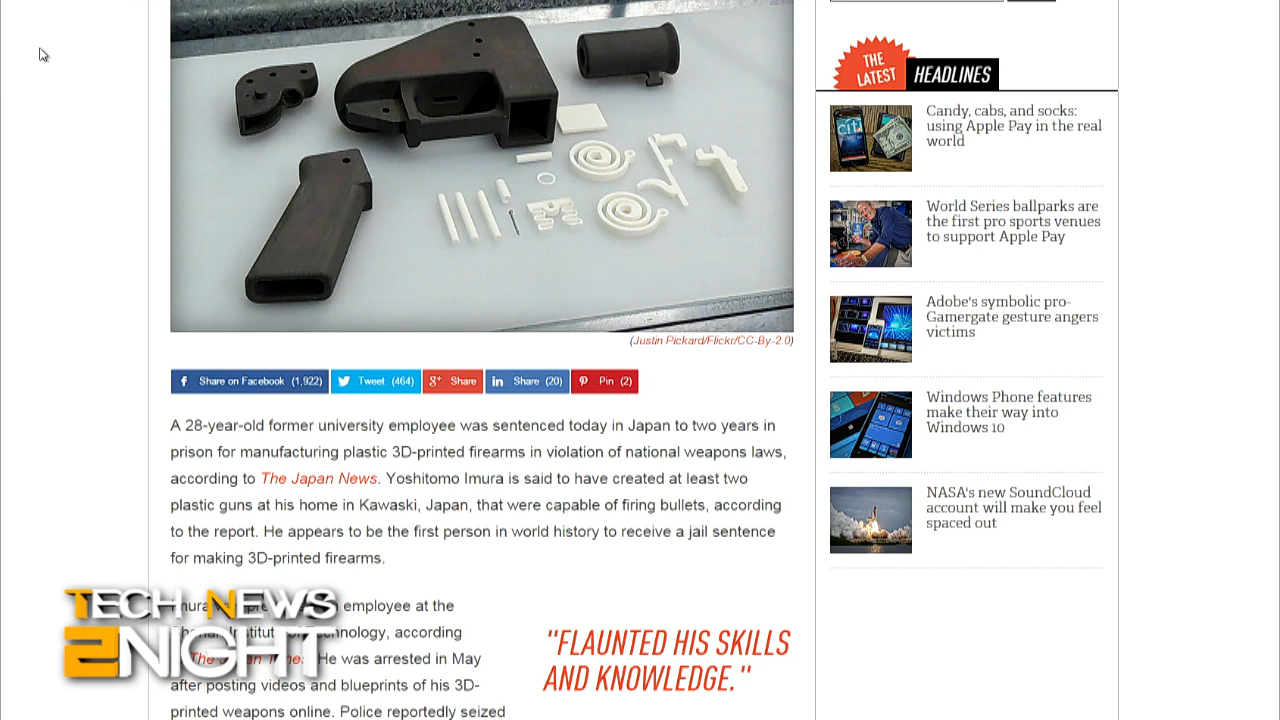 THE
LATEST
HEADLINES
Candy, cabs, and socks:
using Apple Pay in the real
world
World Series ballparks are
the first pro sports venues
to support Apple Pay
Adobe's symbolic pro-
Gamergate gesture angers
victims
Windows Phone features
make their way into
Windows 10
NASA's new SoundCloud
account will make you feel
spaced out
(Justin Pickard/Flickr/CC-By-2.0)
Share on Facebook (1,922) Tweet (464) Share Share (20) Pin (2)
A 28-year-old former university employee was sentenced today in Japan to two years in
prison for manufacturing plastic 3D-printed firearms in violation of national weapons laws,
according to The Japan News. Yoshitomo Imura is said to have created at least two
plastic guns at his home in Kawaski, Japan, that were capable of firing bullets, according
to the report. He appears to be the first person in world history to receive a jail sentence
for making 3D-printed firearms.
employee at the
according
He was arrested in May
after posting videos and blueprints of his 3D-
printed weapons online. Police reportedly seized
"FLAUNTED HIS SKILLS
AND KNOWLEDGE."
TECH NEWS
2NIGHT